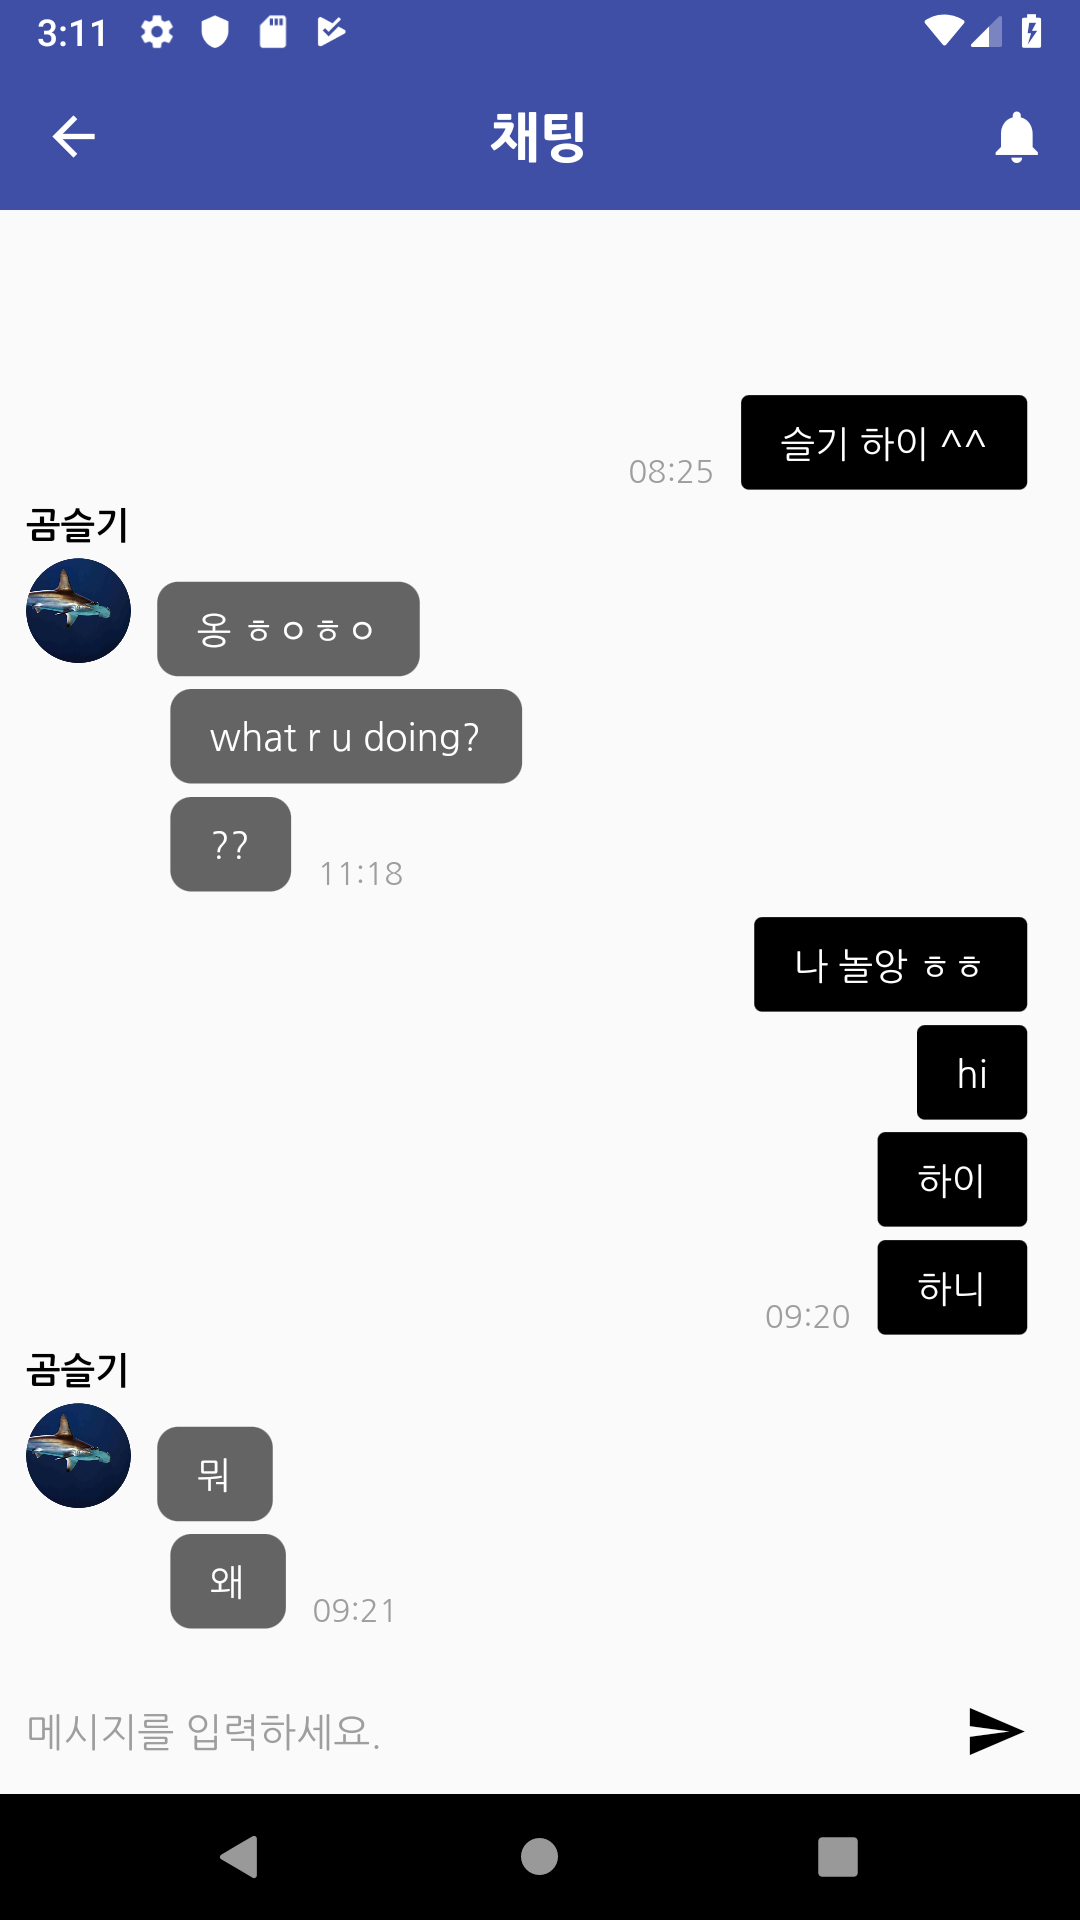 3:11
채팅
슬기 하이 ^^
08:25
곰슬기
옹 ㅎㅇㅎㅇ
what r u doing?
??
11:18
나 놀앙 ㅎㅎ
hi
하이
하니
09:20
곰슬기
뭐
왜
09:21
메시지를 입력하세요.